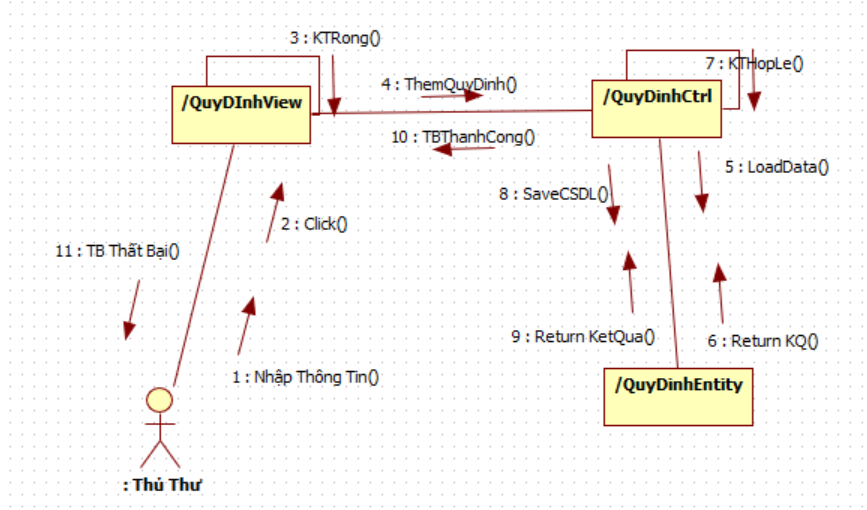 3 : KTRong()
7 : KTHopLe()
4 : ThemQuyDinh()
/QuyDInhView
/QuyDinhCtrl
10 : TBThanhCong()
5 : LoadData()
8 : SaveCSDL()
2 : Click()
11 : TB Thất Bại()
9 : Return KetQua()
6 : Return KQ()
1 : Nhập Thông Tin()
/QuyDinhEntity
: Thủ Thư